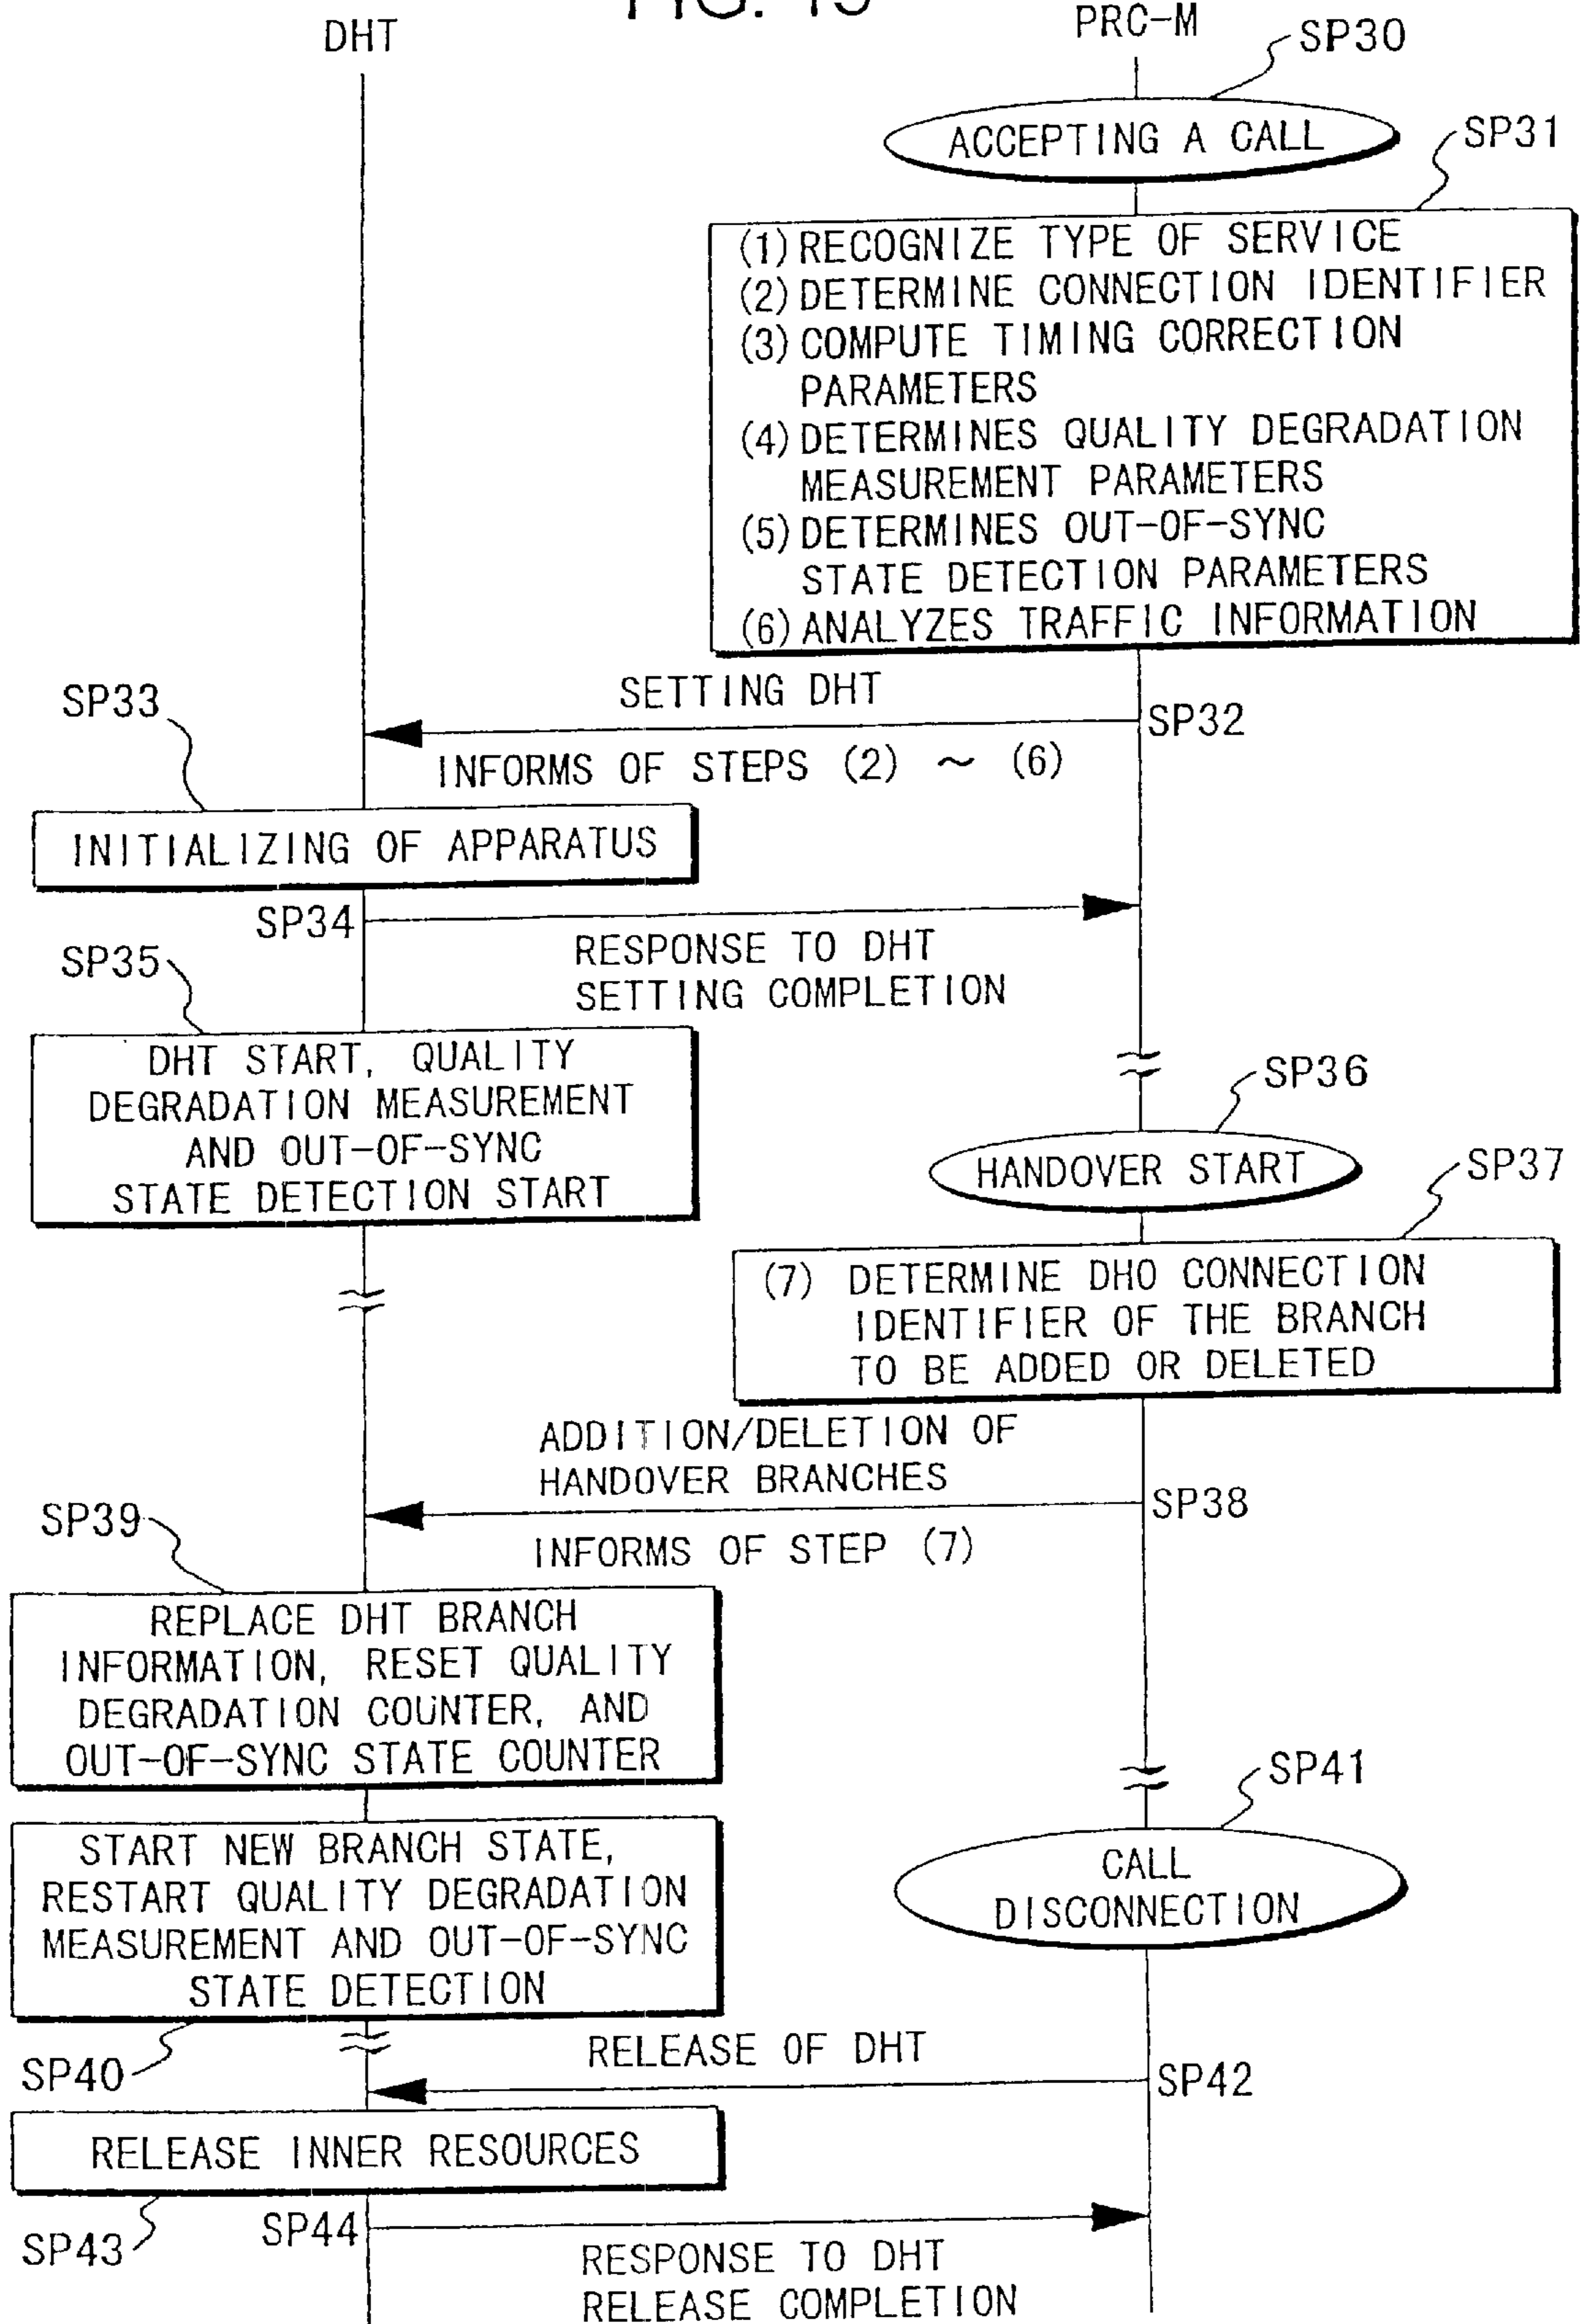 FIG.
DHT
PRC-M
SP30
ACCEPTING A CALL
SP31
(1) RECOGNIZE TYPE OF SERVICE
(2) DETERMINE CONNECTION IDENTIFIER
(3) COMPUTE TIMING CORRECTION
PARAMETERS
(4) DETERMINES QUALITY DEGRADATION
MEASUREMENT PARAMETERS
(5) DETERMINES OUT-OF-SYNC
STATE DETECTION PARAMETERS
(6) ANALYZES TRAFFIC INFORMATION
SETTING DHT
SP32
SP33
INFORMS OF STEPS (2) ~ (6)
INITIALIZING OF APPARATUS
SP34
RESPONSE TO DHT
SETTING COMPLETION
SP35
DHT START, QUALITY
DEGRADATION MEASUREMENT
AND OUT-OF-SYNC
STATE DETECTION START
SP36
HANDOVER START
SP37
(7) DETERMINE DHO CONNECTION
IDENTIFIER OF THE BRANCH
TO BE ADDED OR DELETED
ADDITION/DELETION OF
HANDOVER BRANCHES
SP38
INFORMS OF STEP (7)
SP39
REPLACE DHT BRANCH
INFORMATION, RESET QUALITY
DEGRADATION COUNTER, AND
OUT-OF-SYNC STATE COUNTER
START NEW BRANCH STATE,
RESTART QUALITY DEGRADATION
MEASUREMENT AND OUT-OF-SYNC
STATE DETECTION
SP40
SP41
CALL
DISCONNECTION
RELEASE OF DHT
SP42
RELEASE INNER RESOURCES
SP43
SP44
RESPONSE TO DHT
RELEASE COMPLETION